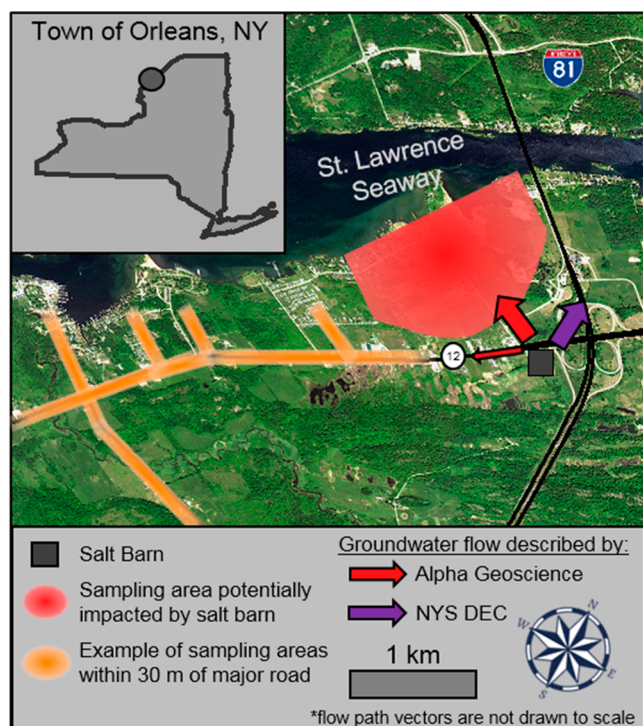 Town of Orleans, NY
81
St. Lawrence
Seaway
12
Salt Barn
Sampling area potentially
impacted by salt barn
Example of sampling areas
within 30 m of major road
Groundwater flow described by:
Alpha Geoscience
NYS DEC
1 km
N
W
E
S
*flow path vectors are not drawn to scale